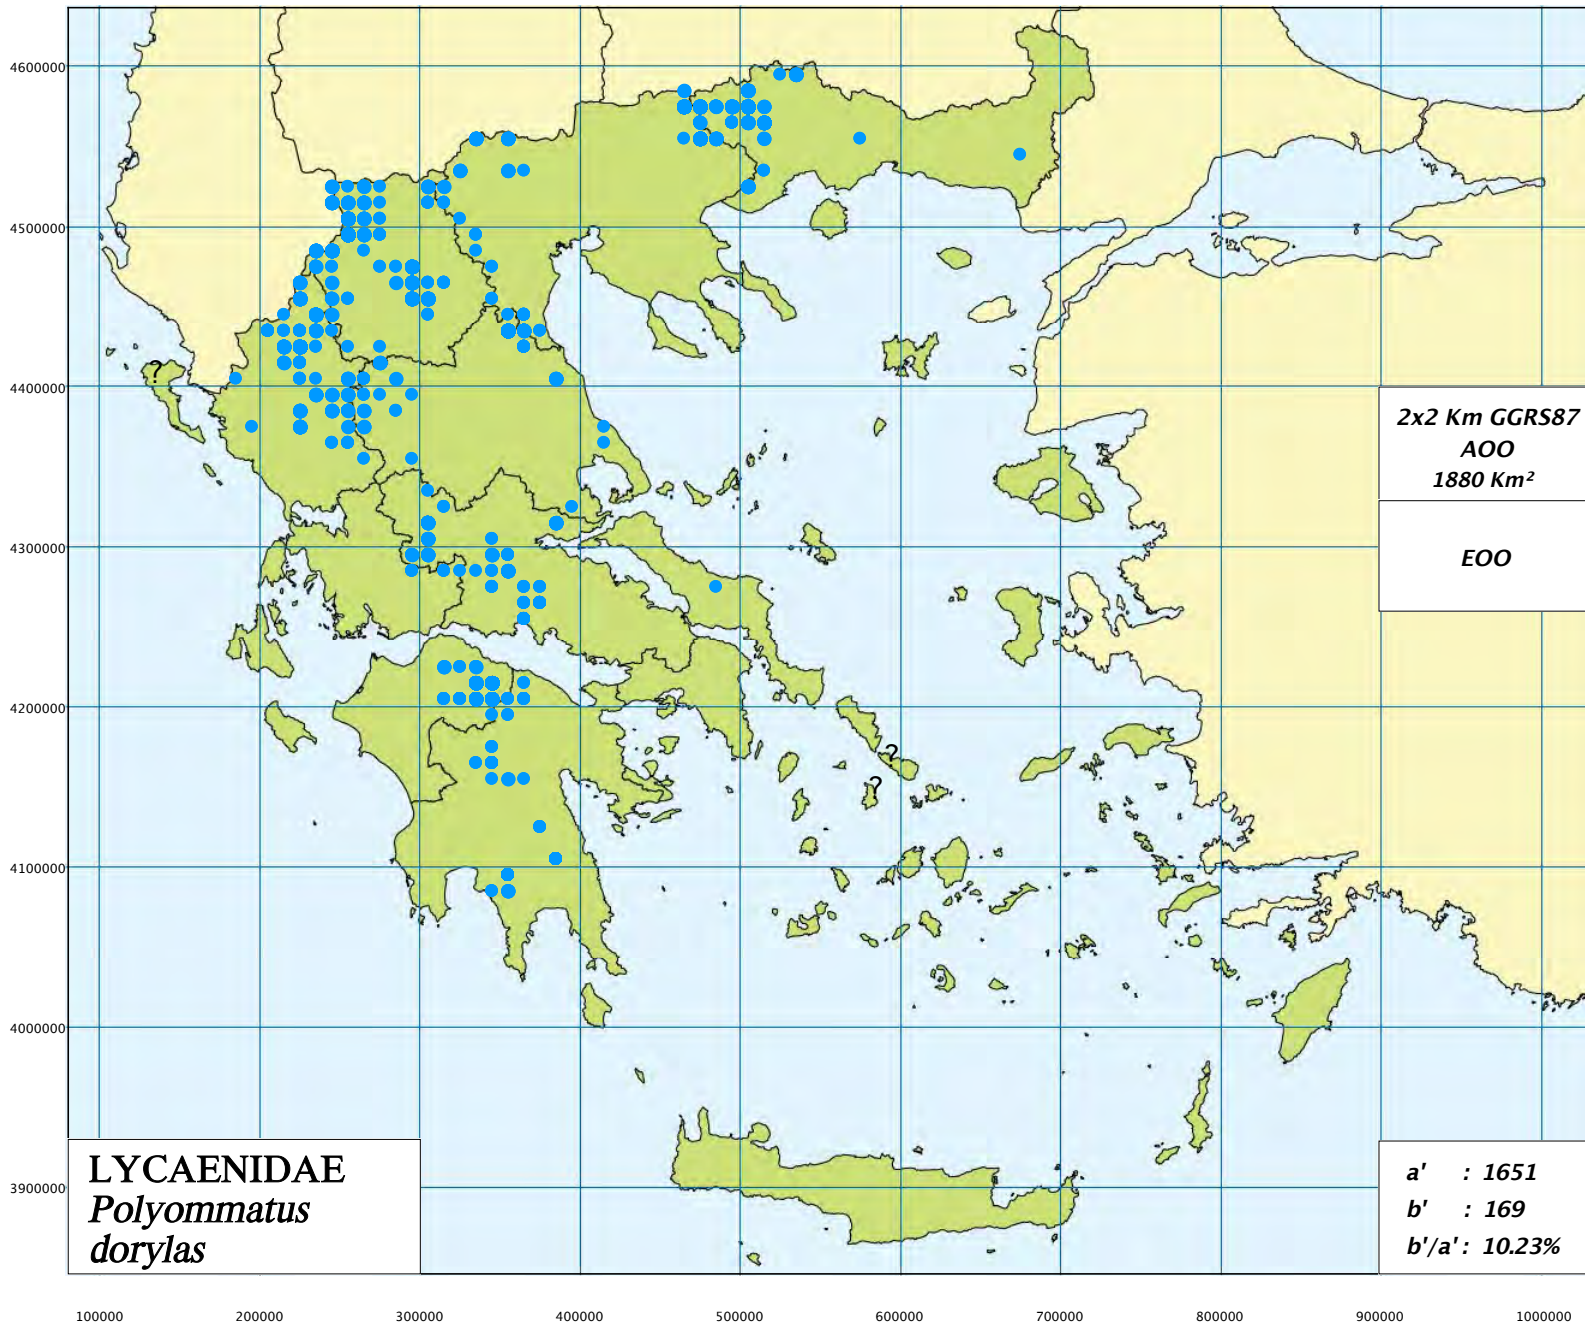 4600000
4500000
4400000
4300000
4200000
4100000
4000000
3900000
?
?
?
2x2 Km GGRS87
AOO
1880 Km²
EOO
LYCAENIDAE
Polyommatus
dorylas
a' : 1651
b' : 169
b'/a' : 10.23%
100000 200000 300000 400000 500000 600000 700000 800000 900000 1000000